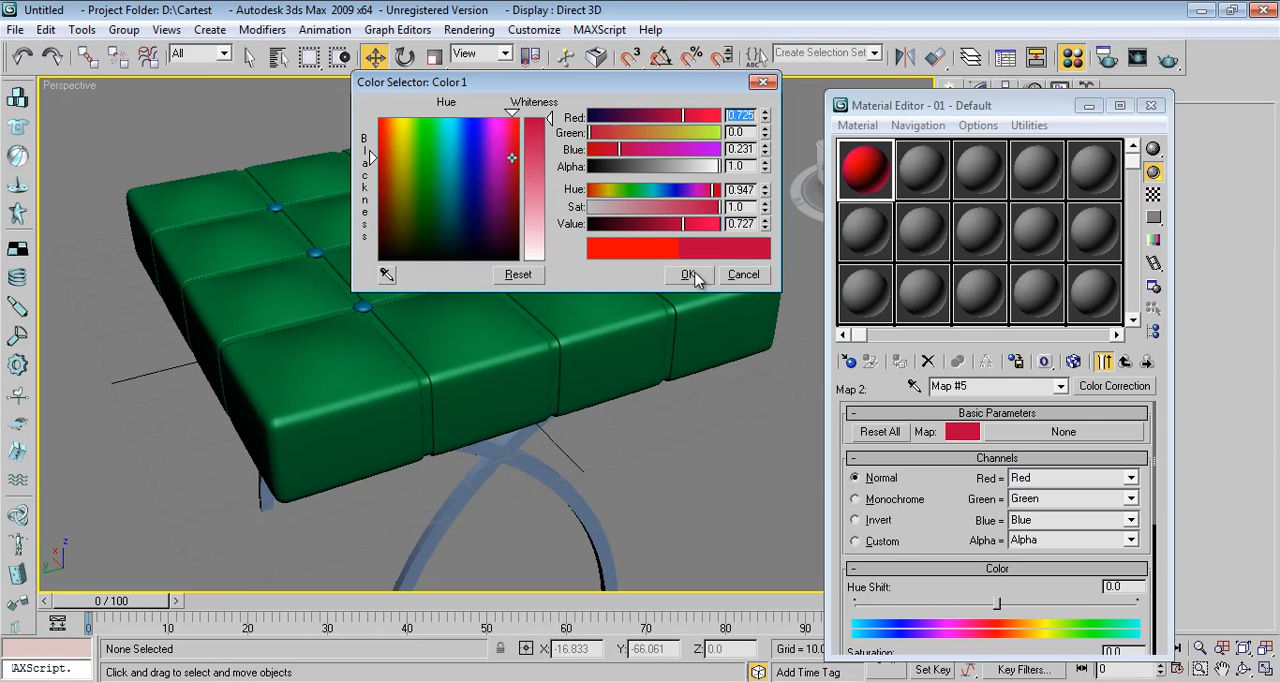 Untitled - Project Folder: D:\Cartest - Autodesk 3ds Max 2009 x64 - Unregistered Version - Display : Direct 3D
File Edit Tools Group Views Create Modifiers Animation Graph Editors Rendering Customize MAXScript Help
All View Create Selection Set
Perspective
Color Selector: Color 1
Hue Whiteness
Blackness
Red: 0.725
Green: 0.0
Blue: 0.231
Alpha: 1.0
Hue: 0.947
Sat: 1.0
Value: 0.727
Reset OK Cancel
Material Editor - 01 - Default
Material Navigation Options Utilities
Map 2: Map #5 Color Correction
- Basic Parameters
Reset All Map: None
- Channels
Normal Red = Red
Monochrome Green = Green
Invert Blue = Blue
Custom Alpha = Alpha
- Color
Hue Shift: 0.0
Saturation: 0.0
z
x
y
0 / 100
0 10 20 30 40 50 60 70 80 90
None Selected X: -16.833 Y: -66.061 Z: 0.0 Grid = 10.0
AXScript. Click and drag to select and move objects Add Time Tag Set Key Key Filters... 0